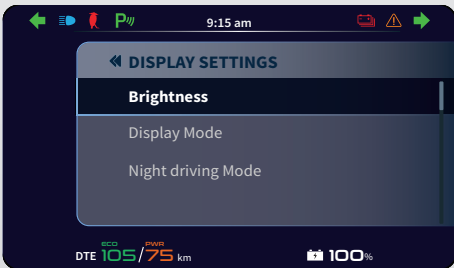 P
9:15 am
DISPLAY SETTINGS
Brightness
Display Mode
Night driving Mode
ECO PWR
DTE 105/75 km 100%